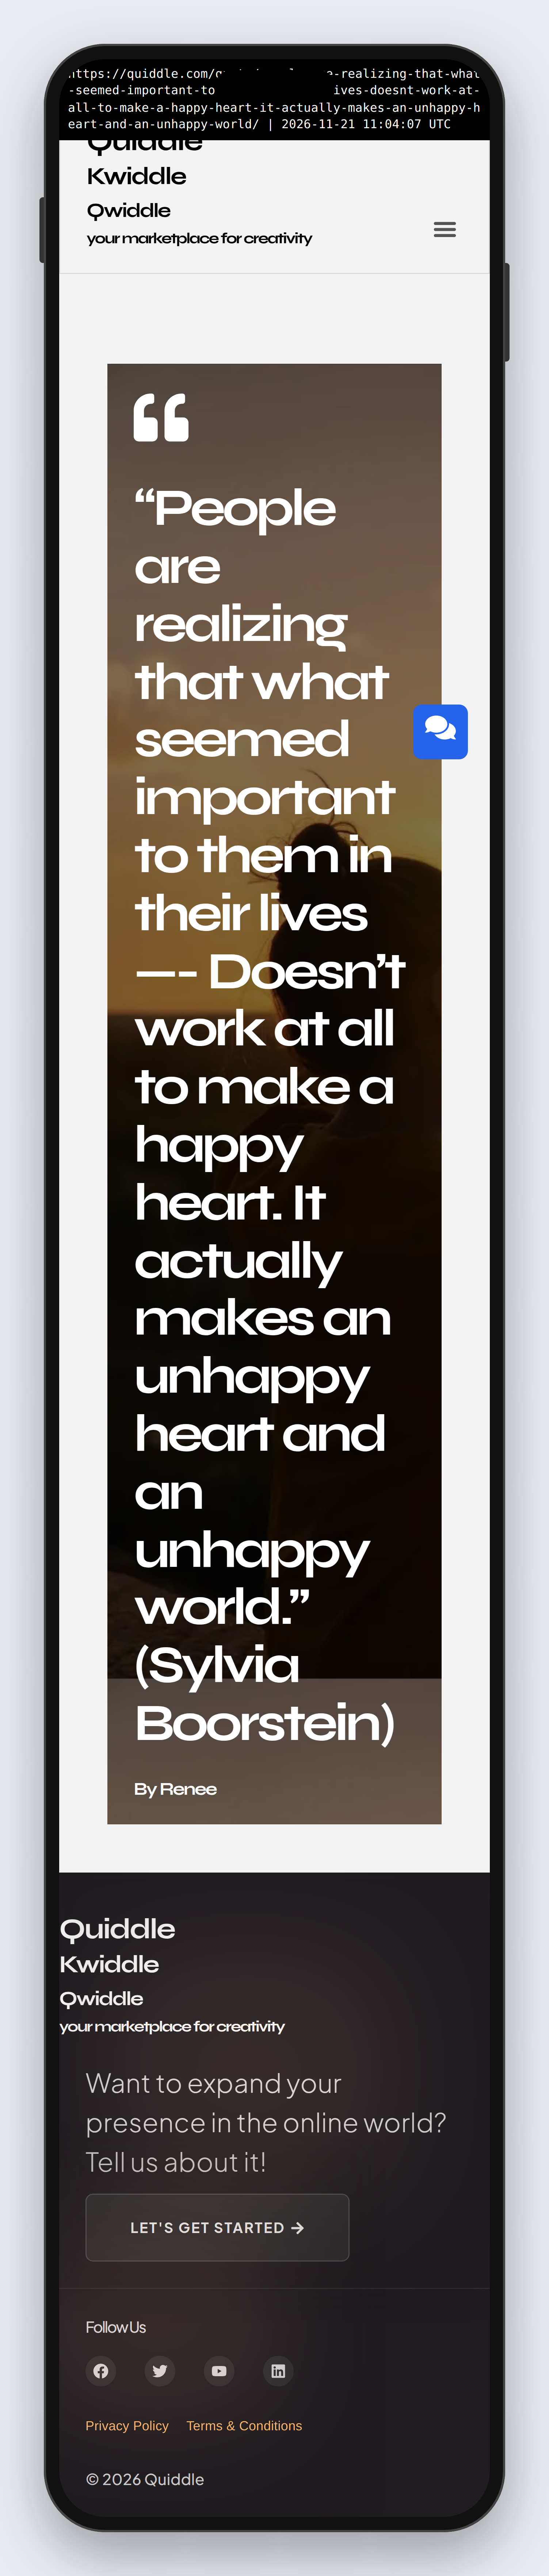 -realizing-that-what
-seemed-important-to ives-doesnt-work-at-
all-to-make-a-happy-heart-it-actually-makes-an-unhappy-h
eart-and-an-unhappy-world/ | 2026-11-21 11:04:07 UTC
Quiddle
Kwiddle
Qwiddle
your marketplace for creativity
“People
are
realizing
that what
seemed
important
to them in
their lives
—- Doesn’t
work at all
to make a
happy
heart. It
actually
makes an
unhappy
heart and
an
unhappy
world.”
(Sylvia
Boorstein)
By Renee
Quiddle
Kwiddle
Qwiddle
your marketplace for creativity
Want to expand your
presence in the online world?
Tell us about it!
LET'S GET STARTED →
Follow Us
Privacy Policy Terms & Conditions
© 2026 Quiddle